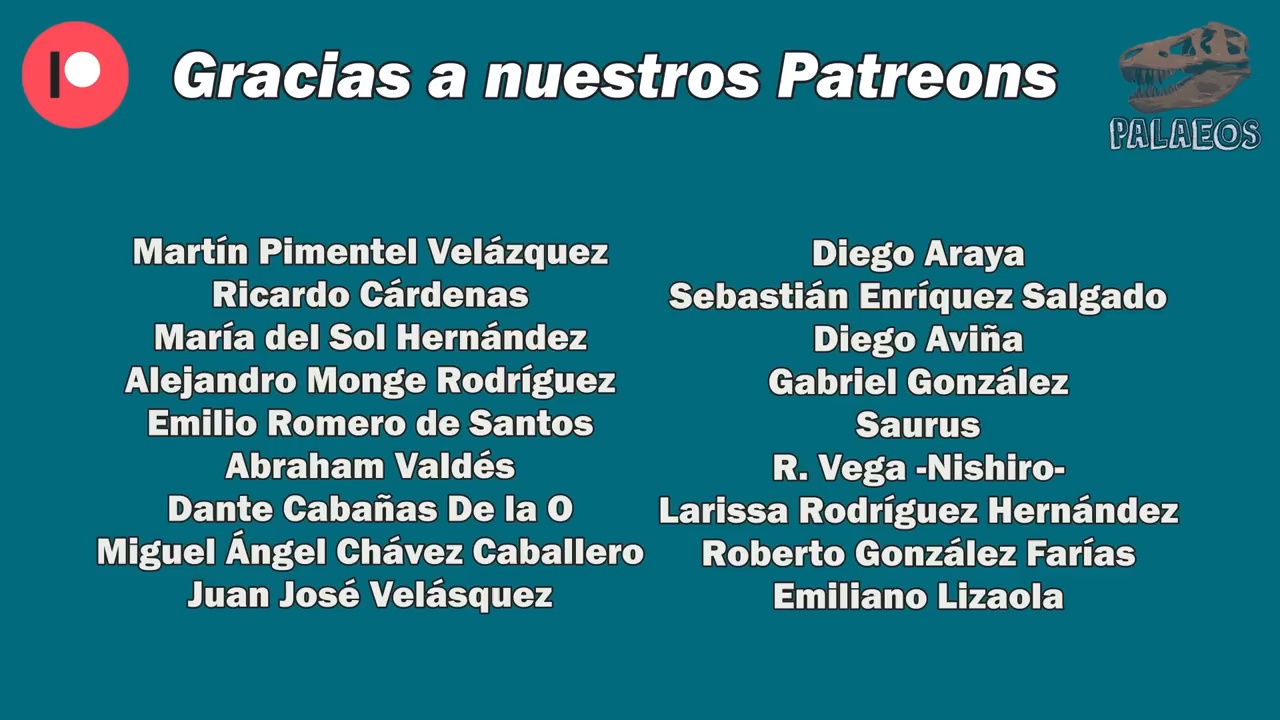 Gracias a nuestros Patreons
PALAEOS
Martín Pimentel Velázquez
Ricardo Cárdenas
María del Sol Hernández
Alejandro Monge Rodríguez
Emilio Romero de Santos
Abraham Valdés
Dante Cabañas De la O
Miguel Ángel Chávez Caballero
Juan José Velásquez
Diego Araya
Sebastián Enríquez Salgado
Diego Aviña
Gabriel González
Saurus
R. Vega -Nishiro-
Larissa Rodríguez Hernández
Roberto González Farías
Emiliano Lizaola